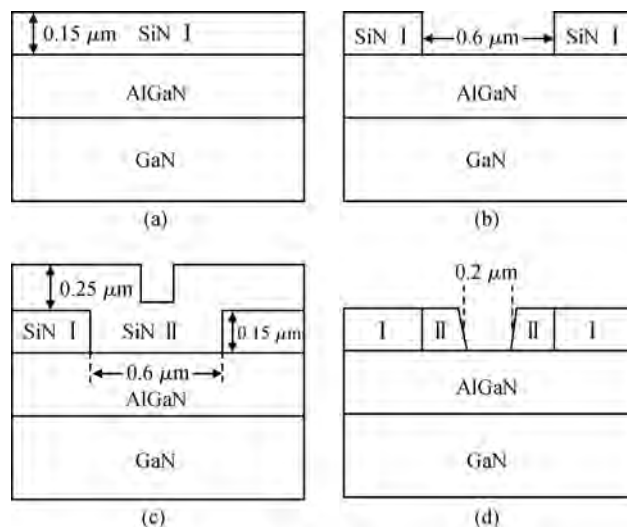 0.15 μm SiN Ⅰ
AlGaN
GaN
(a)
SiN Ⅰ 0.6 μm SiN Ⅰ
AlGaN
GaN
(b)
0.25 μm
SiN Ⅰ SiN Ⅱ 0.15 μm
0.6 μm
AlGaN
GaN
(c)
0.2 μm
Ⅰ Ⅱ Ⅱ Ⅰ
AlGaN
GaN
(d)